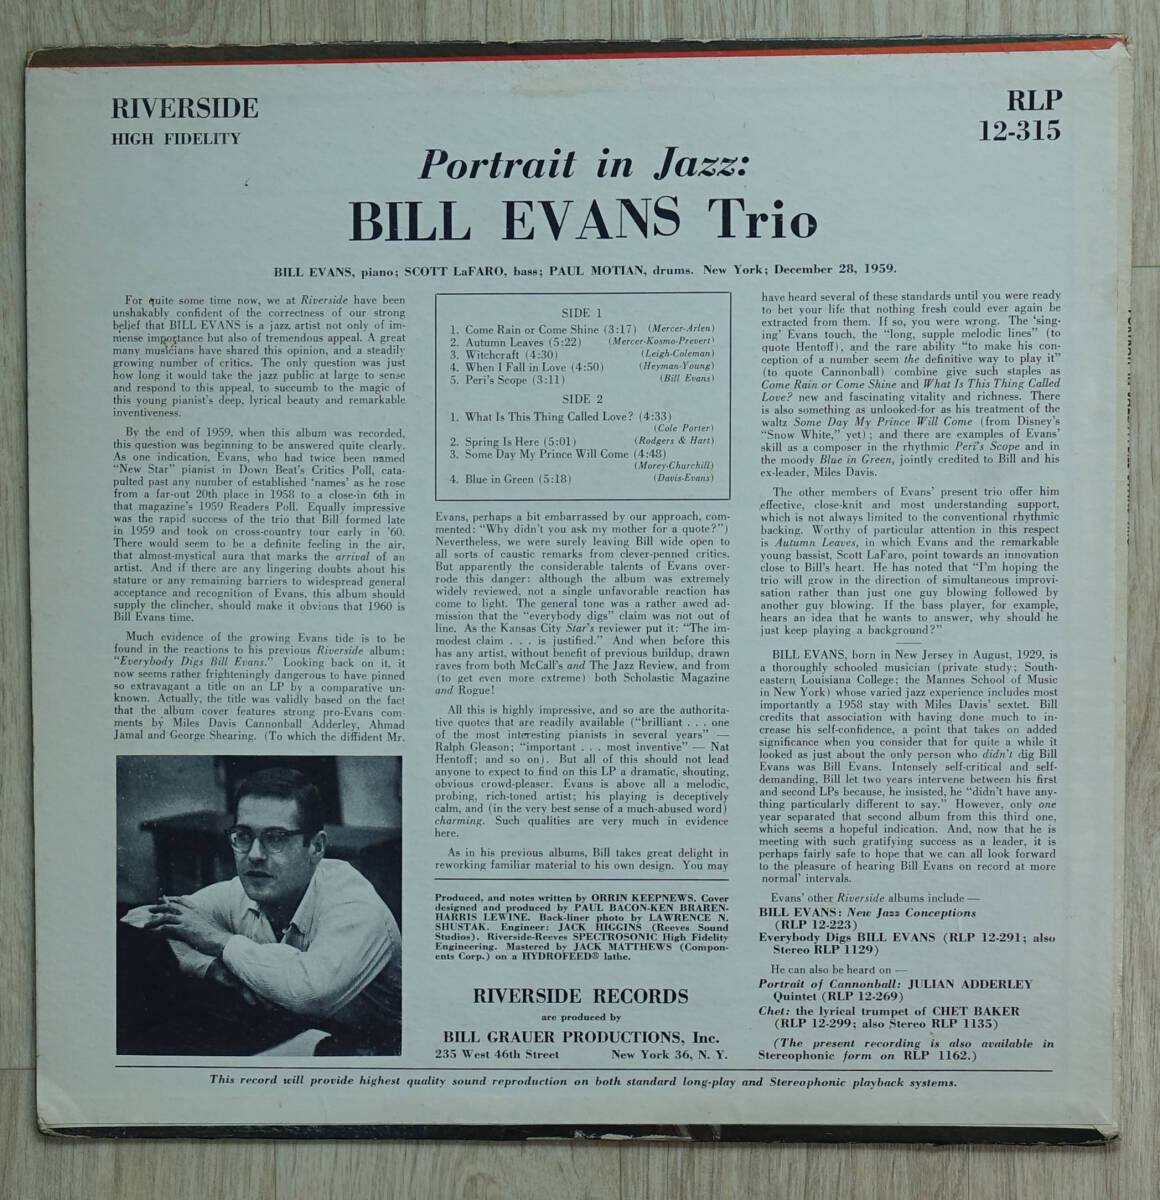 RIVERSIDE
HIGH FIDELITY
RLP
12-315
Portrait in Jazz:
BILL EVANS Trio
BILL EVANS, piano; SCOTT LaFARO, bass; PAUL MOTIAN, drums. New York; December 28, 1959.
For quite some time now, we at Riverside have been
unshakably confident of the correctness of our strong
belief that BILL EVANS is a jazz artist not only of im-
mense importance but also of tremendous appeal. A great
many musicians have shared this opinion, and a steadily
growing number of critics. The only question was just
how long it would take the jazz public at large to sense
and respond to this appeal, to succumb to the magic of
this young pianist's deep, lyrical beauty and remarkable
inventiveness.
By the end of 1959, when this album was recorded,
this question was beginning to be answered quite clearly.
As one indication, Evans, who had twice been named
"New Star" pianist in Down Beat's Critics Poll, cata-
pulted past any number of established 'names' as he rose
from a far-out 20th place in 1958 to a close-in 6th in
that magazine's 1959 Readers Poll. Equally impressive
was the rapid success of the trio that Bill formed late
in 1959 and took on cross-country tour early in '60.
There would seem to be a definite feeling in the air,
that almost-mystical aura that marks the arrival of an
artist. And if there are any lingering doubts about his
stature or any remaining barriers to widespread general
acceptance and recognition of Evans, this album should
supply the clincher, should make it obvious that 1960 is
Bill Evans time.
Much evidence of the growing Evans tide is to be
found in the reactions to his previous Riverside album:
"Everybody Digs Bill Evans." Looking back on it, it
now seems rather frighteningly dangerous to have pinned
so extravagant a title on an LP by a comparative un-
known. Actually, the title was validly based on the fact
that the album cover features strong pro-Evans com-
ments by Miles Davis Cannonball Adderley, Ahmad
Jamal and George Shearing. (To which the diffident Mr.
SIDE 1
1. Come Rain or Come Shine (3:17) (Mercer-Arlen)
2. Autumn Leaves (5:22) (Mercer-Kosmo-Prevert)
3. Witchcraft (4:30) (Leigh-Coleman)
4. When I Fall in Love (4:50) (Heyman-Young)
5. Peri's Scope (3:11) (Bill Evans)
SIDE 2
1. What Is This Thing Called Love? (4:33)
(Cole Porter)
2. Spring Is Here (5:01) (Rodgers & Hart)
3. Some Day My Prince Will Come (4:48)
(Morey-Churchill)
4. Blue in Green (5:18) (Davis-Evans)
Evans, perhaps a bit embarrassed by our approach, com-
mented: "Why didn't you ask my mother for a quote?")
Nevertheless, we were surely leaving Bill wide open to
all sorts of caustic remarks from clever-penned critics.
But apparently the considerable talents of Evans over-
rode this danger: although the album was extremely
widely reviewed, not a single unfavorable reaction has
come to light. The general tone was a rather awed ad-
mission that the "everybody digs" claim was not out of
line. As the Kansas City Star's reviewer put it: "The im-
modest claim . . . is justified." And when before this
has any artist, without benefit of previous buildup, drawn
raves from both McCall's and The Jazz Review, and from
(to get even more extreme) both Scholastic Magazine
and Rogue!
All this is highly impressive, and so are the authorita-
tive quotes that are readily available ("brilliant . . . one
of the most interesting pianists in several years" —
Ralph Gleason; "important . . . most inventive" — Nat
Hentoff; and so on). But all of this should not lead
anyone to expect to find on this LP a dramatic, shouting,
obvious crowd-pleaser. Evans is above all a melodic,
probing, rich-toned artist; his playing is deceptively
calm, and (in the very best sense of a much-abused word)
charming. Such qualities are very much in evidence
here.
As in his previous albums, Bill takes great delight in
reworking familiar material to his own design. You may
Produced, and notes written by ORRIN KEEPNEWS. Cover
designed and produced by PAUL BACON-KEN BRAREN-
HARRIS LEWINE. Back-liner photo by LAWRENCE N.
SHUSTAK. Engineer: JACK HIGGINS (Reeves Sound
Studios). Riverside-Reeves SPECTROSONIC High Fidelity
Engineering. Mastered by JACK MATTHEWS (Compon-
ents Corp.) on a HYDROFEED® lathe.
RIVERSIDE RECORDS
are produced by
BILL GRAUER PRODUCTIONS, Inc.
235 West 46th Street New York 36, N. Y.
have heard several of these standards until you were ready
to bet your life that nothing fresh could ever again be
extracted from them. If so, you were wrong. The 'sing-
ing' Evans touch, the "long, supple melodic lines" (to
quote Hentoff), and the rare ability "to make his con-
ception of a number seem the definitive way to play it"
(to quote Cannonball) combine give such staples as
Come Rain or Come Shine and What Is This Thing Called
Love? new and fascinating vitality and richness. There
is also something as unlooked-for as his treatment of the
waltz Some Day My Prince Will Come (from Disney's
"Snow White," yet); and there are examples of Evans'
skill as a composer in the rhythmic Peri's Scope and in
the moody Blue in Green, jointly credited to Bill and his
ex-leader, Miles Davis.
The other members of Evans' present trio offer him
effective, close-knit and most understanding support,
which is not always limited to the conventional rhythmic
backing. Worthy of particular attention in this respect
is Autumn Leaves, in which Evans and the remarkable
young bassist, Scott LaFaro, point towards an innovation
close to Bill's heart. He has noted that "I'm hoping the
trio will grow in the direction of simultaneous improvi-
sation rather than just one guy blowing followed by
another guy blowing. If the bass player, for example,
hears an idea that he wants to answer, why should he
just keep playing a background?"
BILL EVANS, born in New Jersey in August, 1929, is
a thoroughly schooled musician (private study; South-
eastern Louisiana College; the Mannes School of Music
in New York) whose varied jazz experience includes most
importantly a 1958 stay with Miles Davis' sextet. Bill
credits that association with having done much to in-
crease his self-confidence, a point that takes on added
significance when you consider that for quite a while it
looked as just about the only person who didn't dig Bill
Evans was Bill Evans. Intensely self-critical and self-
demanding, Bill let two years intervene between his first
and second LPs because, he insisted, he "didn't have any-
thing particularly different to say." However, only one
year separated that second album from this third one,
which seems a hopeful indication. And, now that he is
meeting with such gratifying success as a leader, it is
perhaps fairly safe to hope that we can all look forward
to the pleasure of hearing Bill Evans on record at more
normal intervals.
Evans' other Riverside albums include —
BILL EVANS: New Jazz Conceptions
(RLP 12-223)
Everybody Digs BILL EVANS (RLP 12-291; also
Stereo RLP 1129)
He can also be heard on —
Portrait of Cannonball: JULIAN ADDERLEY
Quintet (RLP 12-269)
Chet: the lyrical trumpet of CHET BAKER
(RLP 12-299; also Stereo RLP 1135)
(The present recording is also available in
Stereophonic form on RLP 1162.)
This record will provide highest quality sound reproduction on both standard long-play and Stereophonic playback systems.